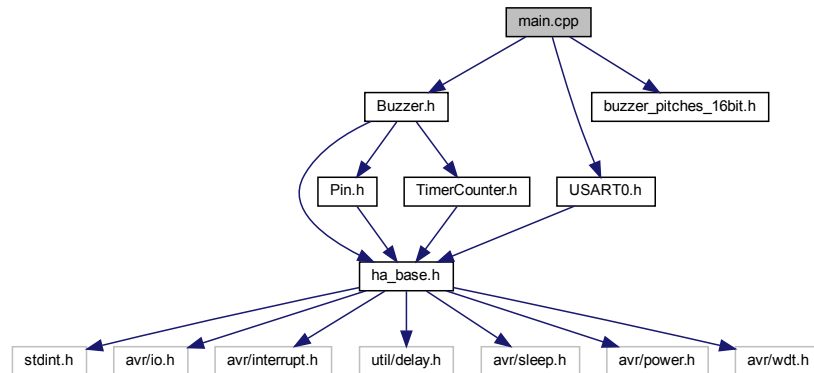 main.cpp
Buzzer.h
buzzer_pitches_16bit.h
Pin.h
TimerCounter.h
USART0.h
ha_base.h
stdint.h
avr/io.h
avr/interrupt.h
util/delay.h
avr/sleep.h
avr/power.h
avr/wdt.h